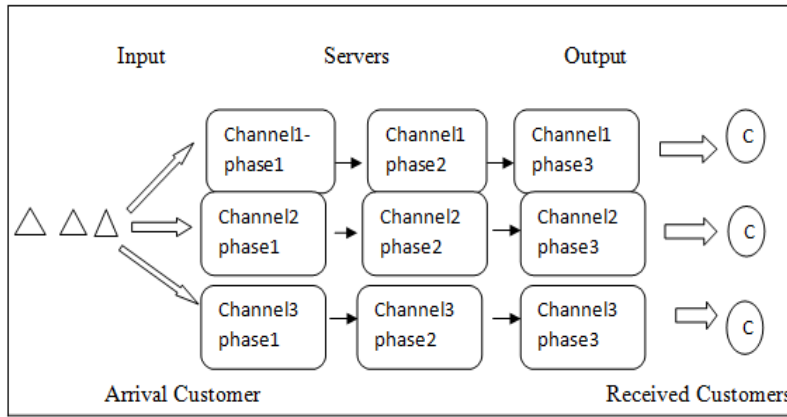 Input Servers Output
Channel1-
phase1
Channel1
phase2
Channel1
phase3
C
Channel2
phase1
Channel2
phase2
Channel2
phase3
C
Channel3
phase1
Channel3
phase2
Channel3
phase3
C
Arrival Customer Received Customers